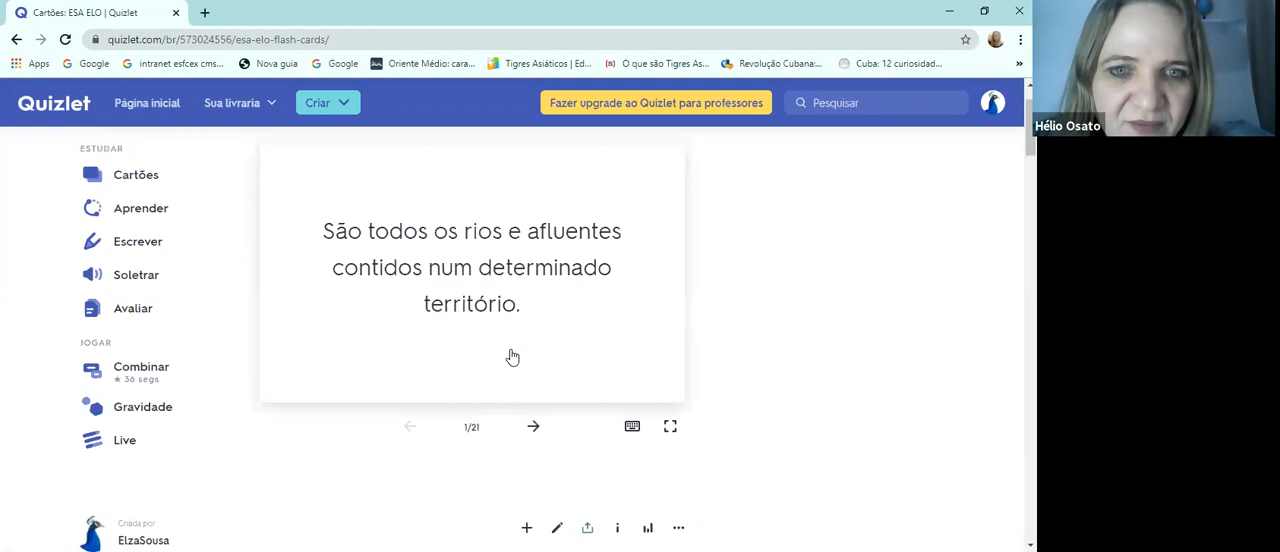 Cartões: ESA ELO | Quizlet
quizlet.com/br/573024556/esa-elo-flash-cards/
Apps Google intranet esfcex cms... Nova guia Google Oriente Médio: cara... Tigres Asiáticos | Ed... O que são Tigres As... Revolução Cubana:... Cuba: 12 curiosidad... »
Quizlet Página inicial Sua livraria Criar Fazer upgrade ao Quizlet para professores Pesquisar
Hélio Osato
ESTUDAR
Cartões
Aprender
Escrever
Soletrar
Avaliar
JOGAR
Combinar
★ 36 segs
Gravidade
Live
São todos os rios e afluentes
contidos num determinado
território.
1/21
Criada por
ElzaSousa